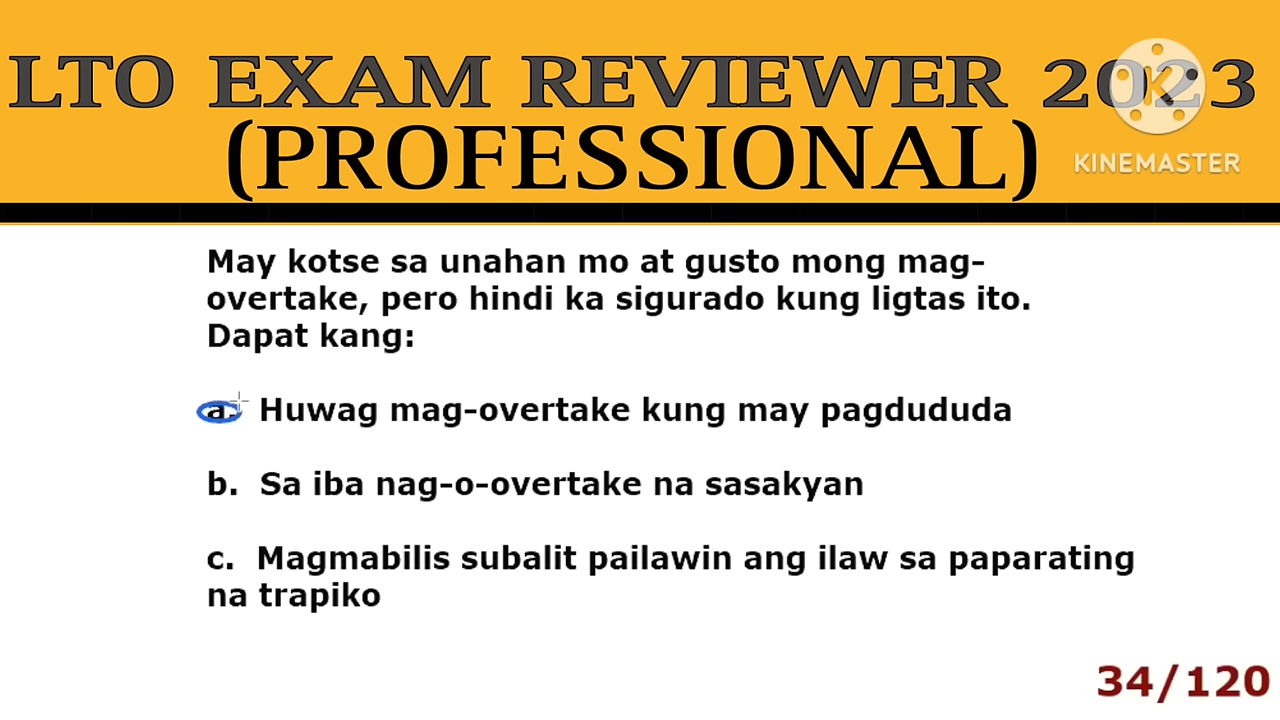 LTO EXAM REVIEWER 2023
(PROFESSIONAL)
KINEMASTER
May kotse sa unahan mo at gusto mong mag-
overtake, pero hindi ka sigurado kung ligtas ito.
Dapat kang:
a. Huwag mag-overtake kung may pagdududa
b. Sa iba nag-o-overtake na sasakyan
c. Magmabilis subalit pailawin ang ilaw sa paparating
na trapiko
34/120